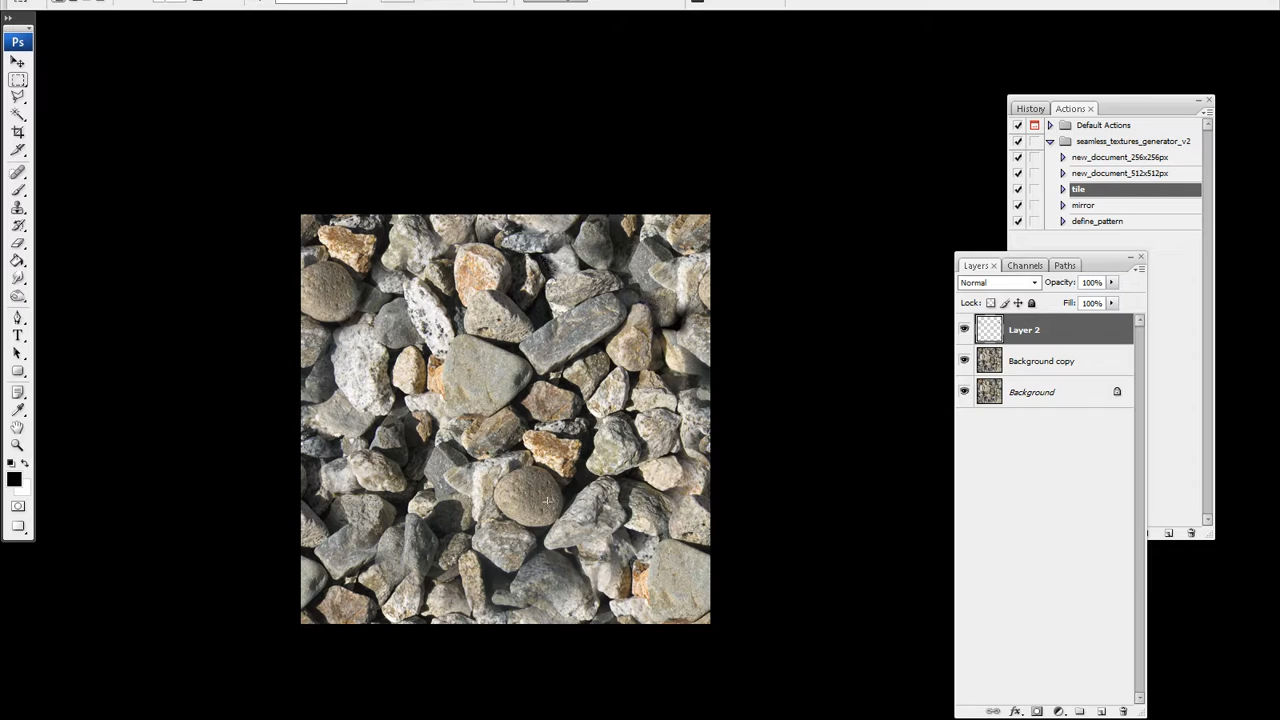 Ps
History
Actions
Default Actions
seamless_textures_generator_v2
new_document_256x256px
new_document_512x512px
tile
mirror
define_pattern
Layers
Channels
Paths
Normal
Opacity: 100%
Lock:
Fill: 100%
Layer 2
Background copy
Background
T
fx